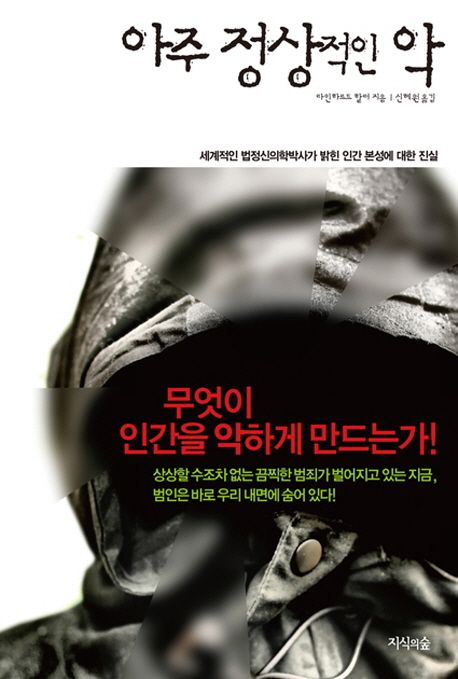 아주 정상적인 악
라인하르트 할러 지음 | 신혜원 옮김
세계적인 법정신의학박사가 밝힌 인간 본성에 대한 진실
무엇이
인간을 악하게 만드는가!
상상할 수조차 없는 끔찍한 범죄가 벌어지고 있는 지금,
범인은 바로 우리 내면에 숨어 있다!
지식의숲